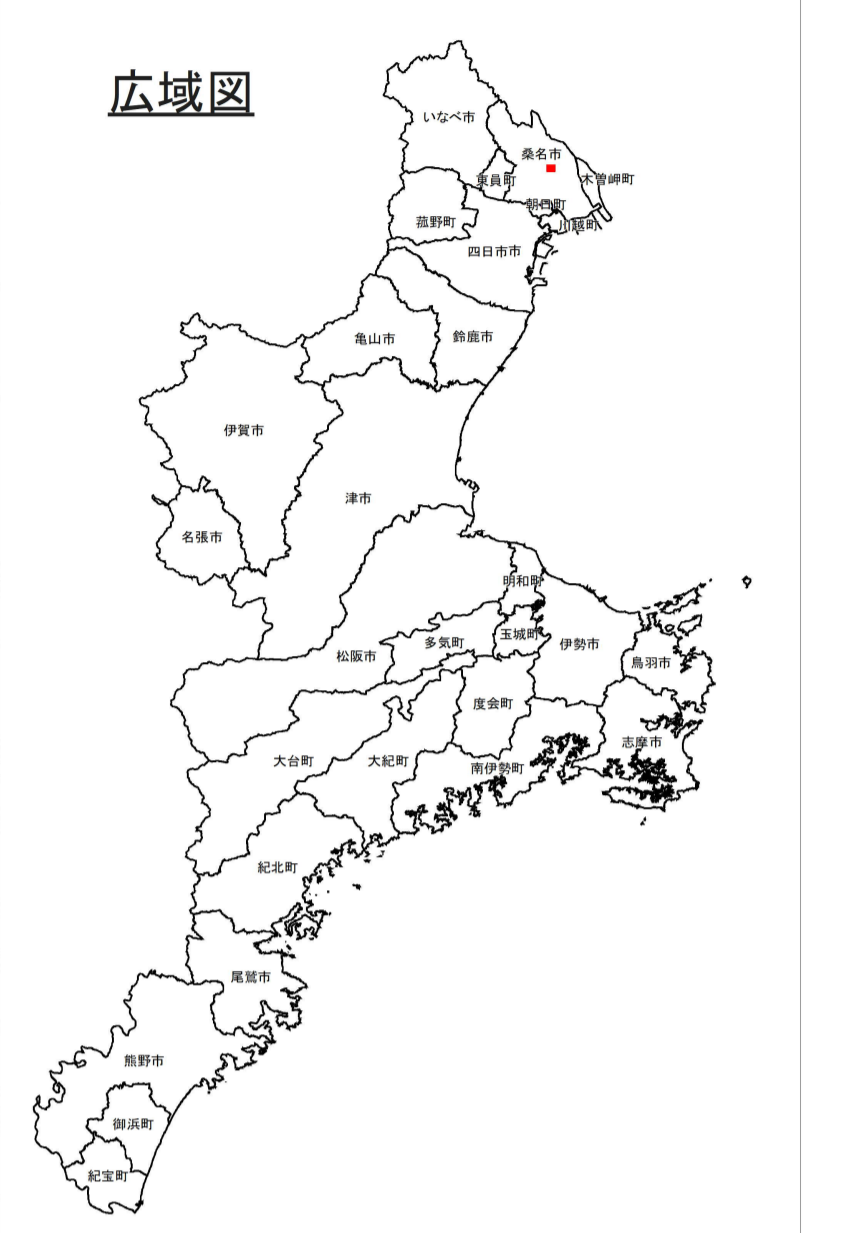 広域図
いなべ市
桑名市
東員町
木曽岬町
朝日町
菰野町
川越町
四日市市
亀山市
鈴鹿市
伊賀市
津市
名張市
明和町
多気町
玉城町
伊勢市
松阪市
鳥羽市
度会町
志摩市
大台町
大紀町
南伊勢町
紀北町
尾鷲市
熊野市
御浜町
紀宝町